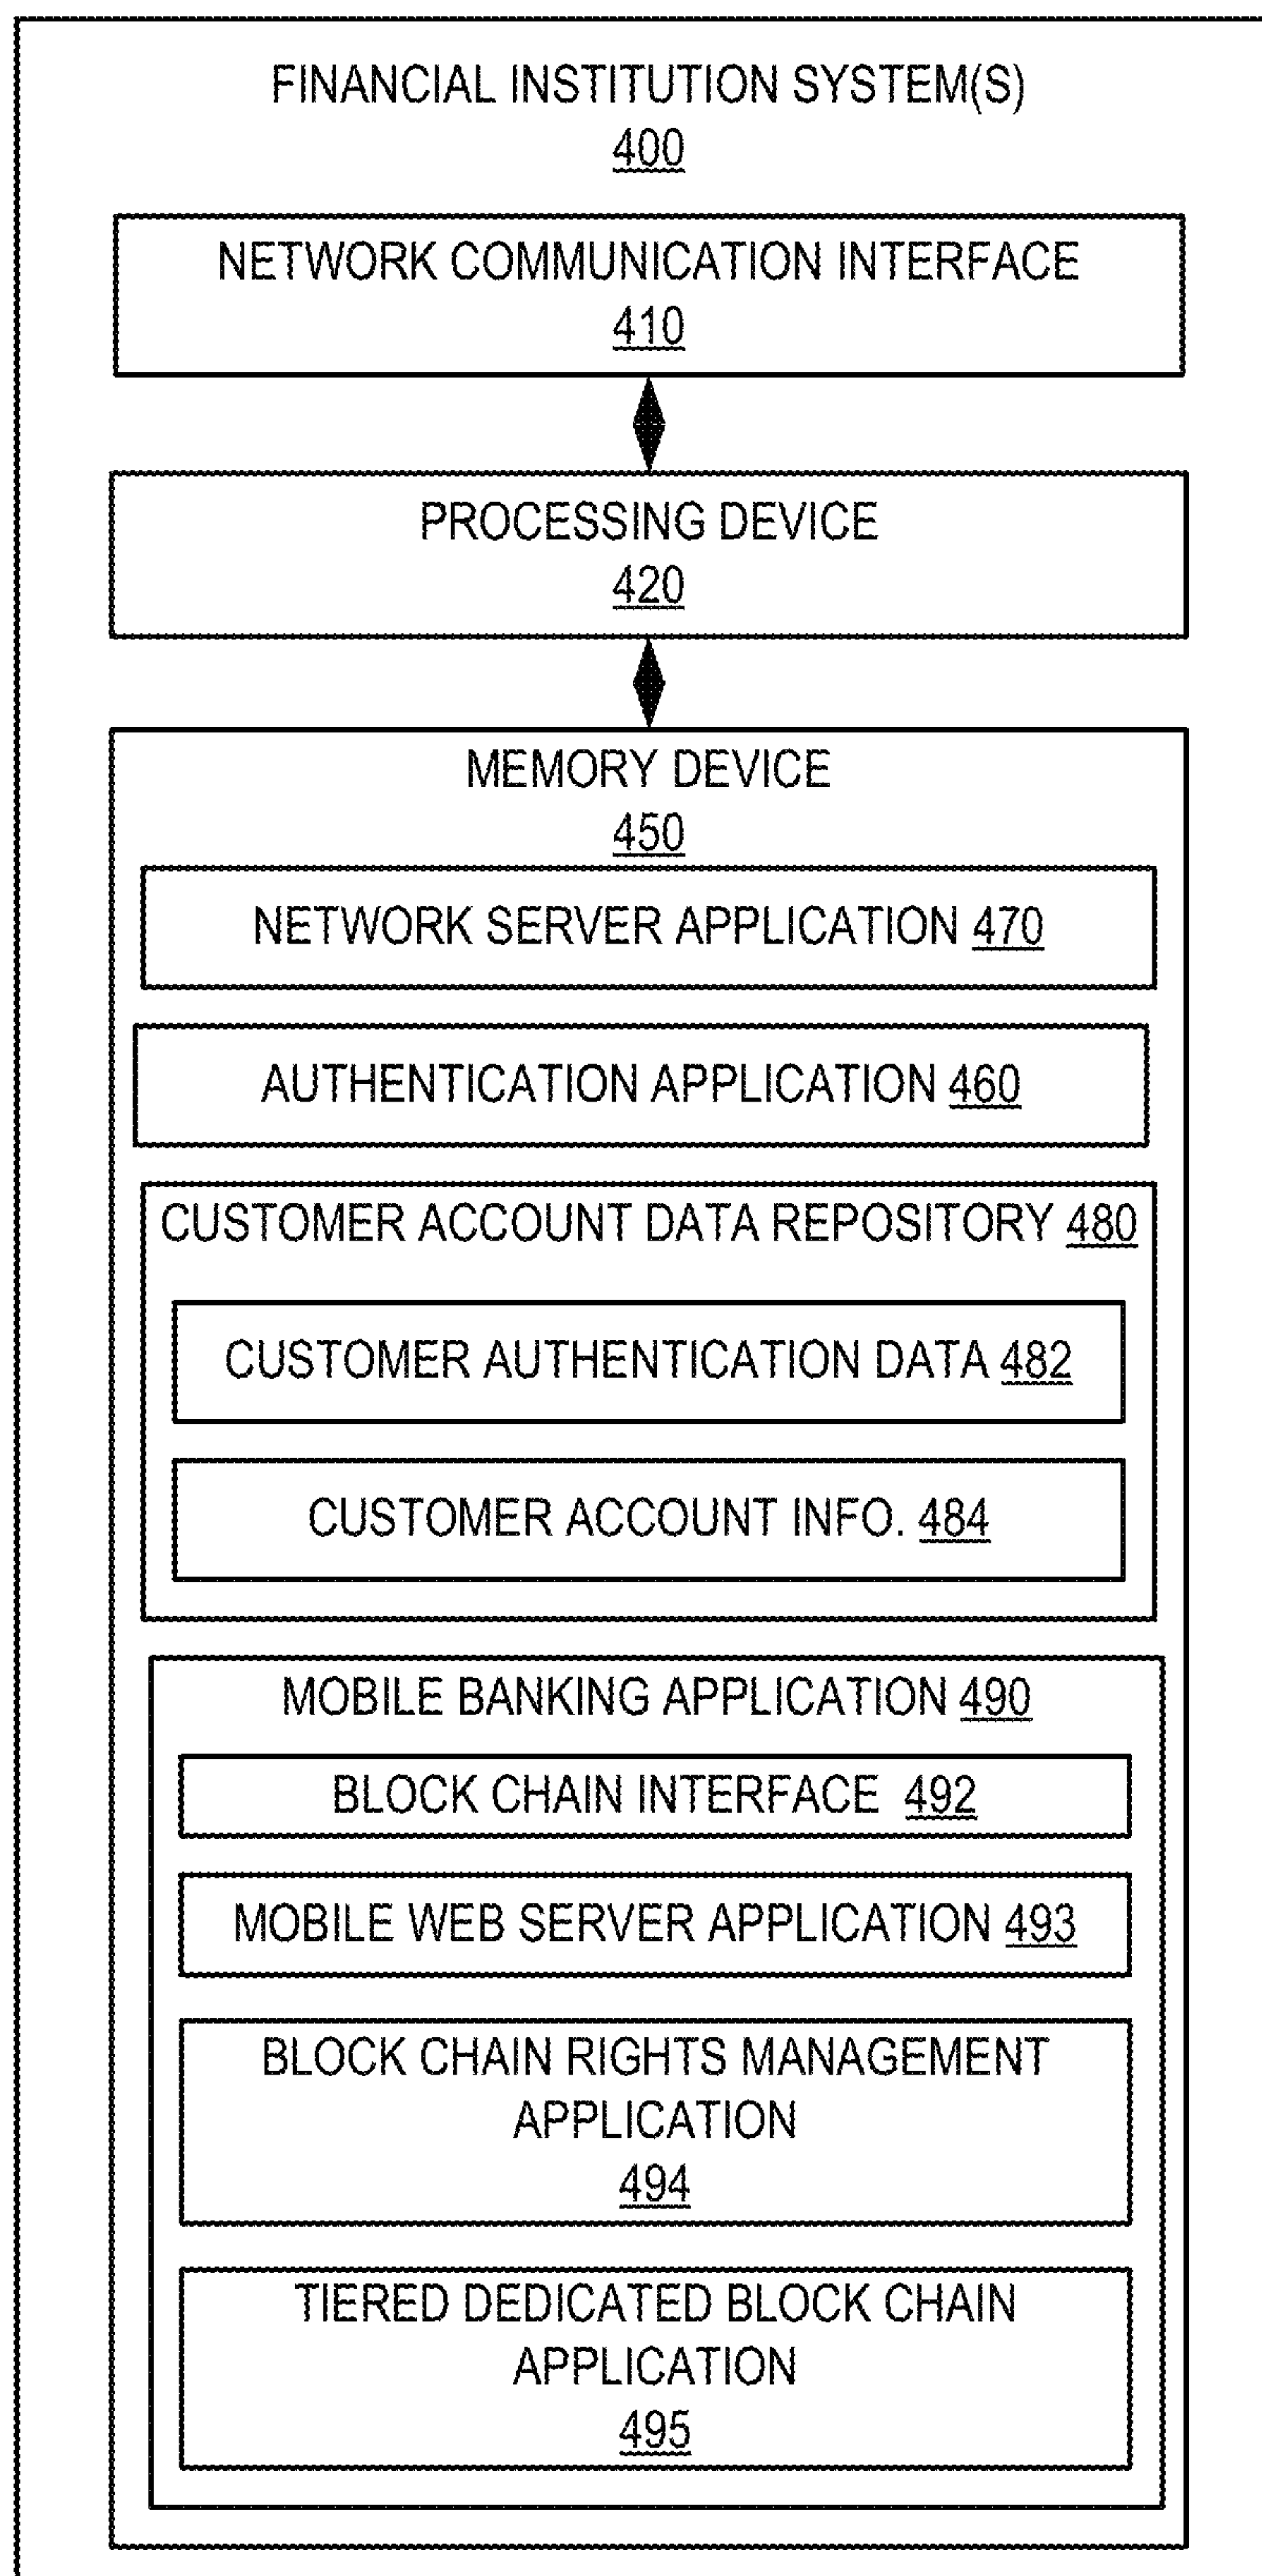 FINANCIAL INSTITUTION SYSTEM(S)
400
NETWORK COMMUNICATION INTERFACE
410
PROCESSING DEVICE
420
MEMORY DEVICE
450
NETWORK SERVER APPLICATION 470
AUTHENTICATION APPLICATION 460
CUSTOMER ACCOUNT DATA REPOSITORY 480
CUSTOMER AUTHENTICATION DATA 482
CUSTOMER ACCOUNT INFO. 484
MOBILE BANKING APPLICATION 490
BLOCK CHAIN INTERFACE 492
MOBILE WEB SERVER APPLICATION 493
BLOCK CHAIN RIGHTS MANAGEMENT
APPLICATION
494
TIERED DEDICATED BLOCK CHAIN
APPLICATION
495